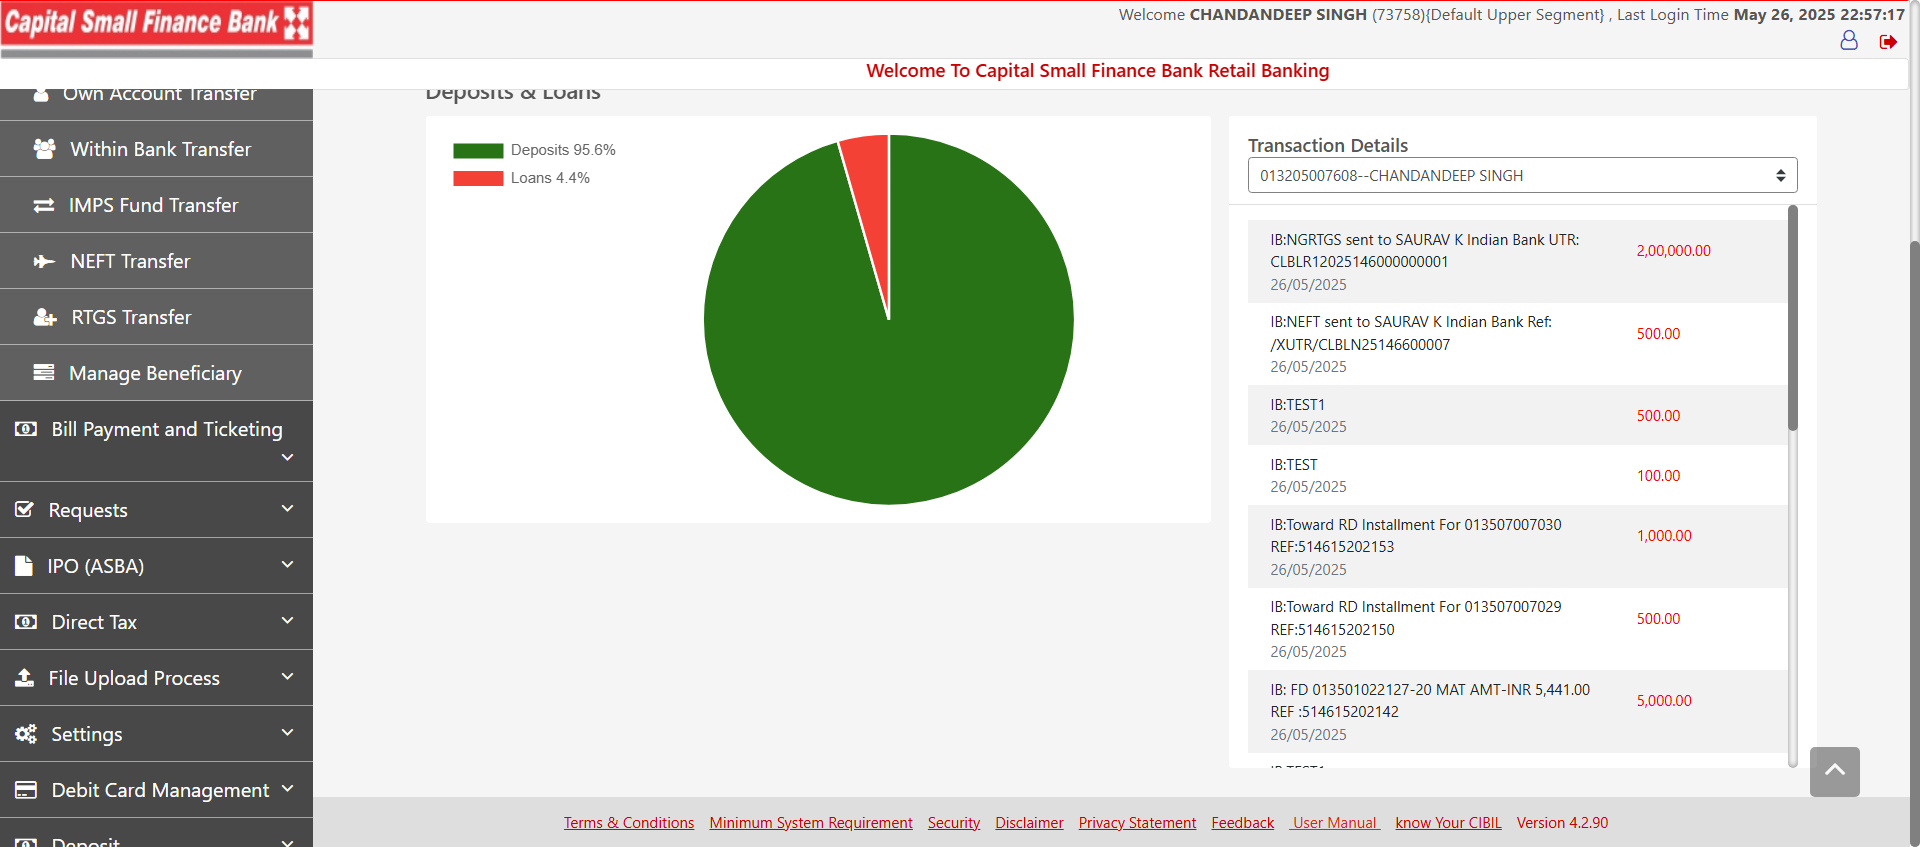 Capital Small Finance Bank
Welcome CHANDANDEEP SINGH (73758){Default Upper Segment} , Last Login Time May 26, 2025 22:57:17
Welcome To Capital Small Finance Bank Retail Banking
Own Account Transfer
Within Bank Transfer
IMPS Fund Transfer
NEFT Transfer
RTGS Transfer
Manage Beneficiary
Bill Payment and Ticketing
Requests
IPO (ASBA)
Direct Tax
File Upload Process
Settings
Debit Card Management
Deposit
Deposits & Loans
Deposits 95.6%
Loans 4.4%
Transaction Details
013205007608--CHANDANDEEP SINGH
IB:NGRTGS sent to SAURAV K Indian Bank UTR:
CLBLR12025146000000001
26/05/2025
2,00,000.00
IB:NEFT sent to SAURAV K Indian Bank Ref:
/XUTR/CLBLN25146600007
26/05/2025
500.00
IB:TEST1
26/05/2025
500.00
IB:TEST
26/05/2025
100.00
IB:Toward RD Installment For 013507007030
REF:514615202153
26/05/2025
1,000.00
IB:Toward RD Installment For 013507007029
REF:514615202150
26/05/2025
500.00
IB: FD 013501022127-20 MAT AMT-INR 5,441.00
REF :514615202142
26/05/2025
5,000.00
IB:TEST1
Terms & Conditions Minimum System Requirement Security Disclaimer Privacy Statement Feedback User Manual know Your CIBIL Version 4.2.90